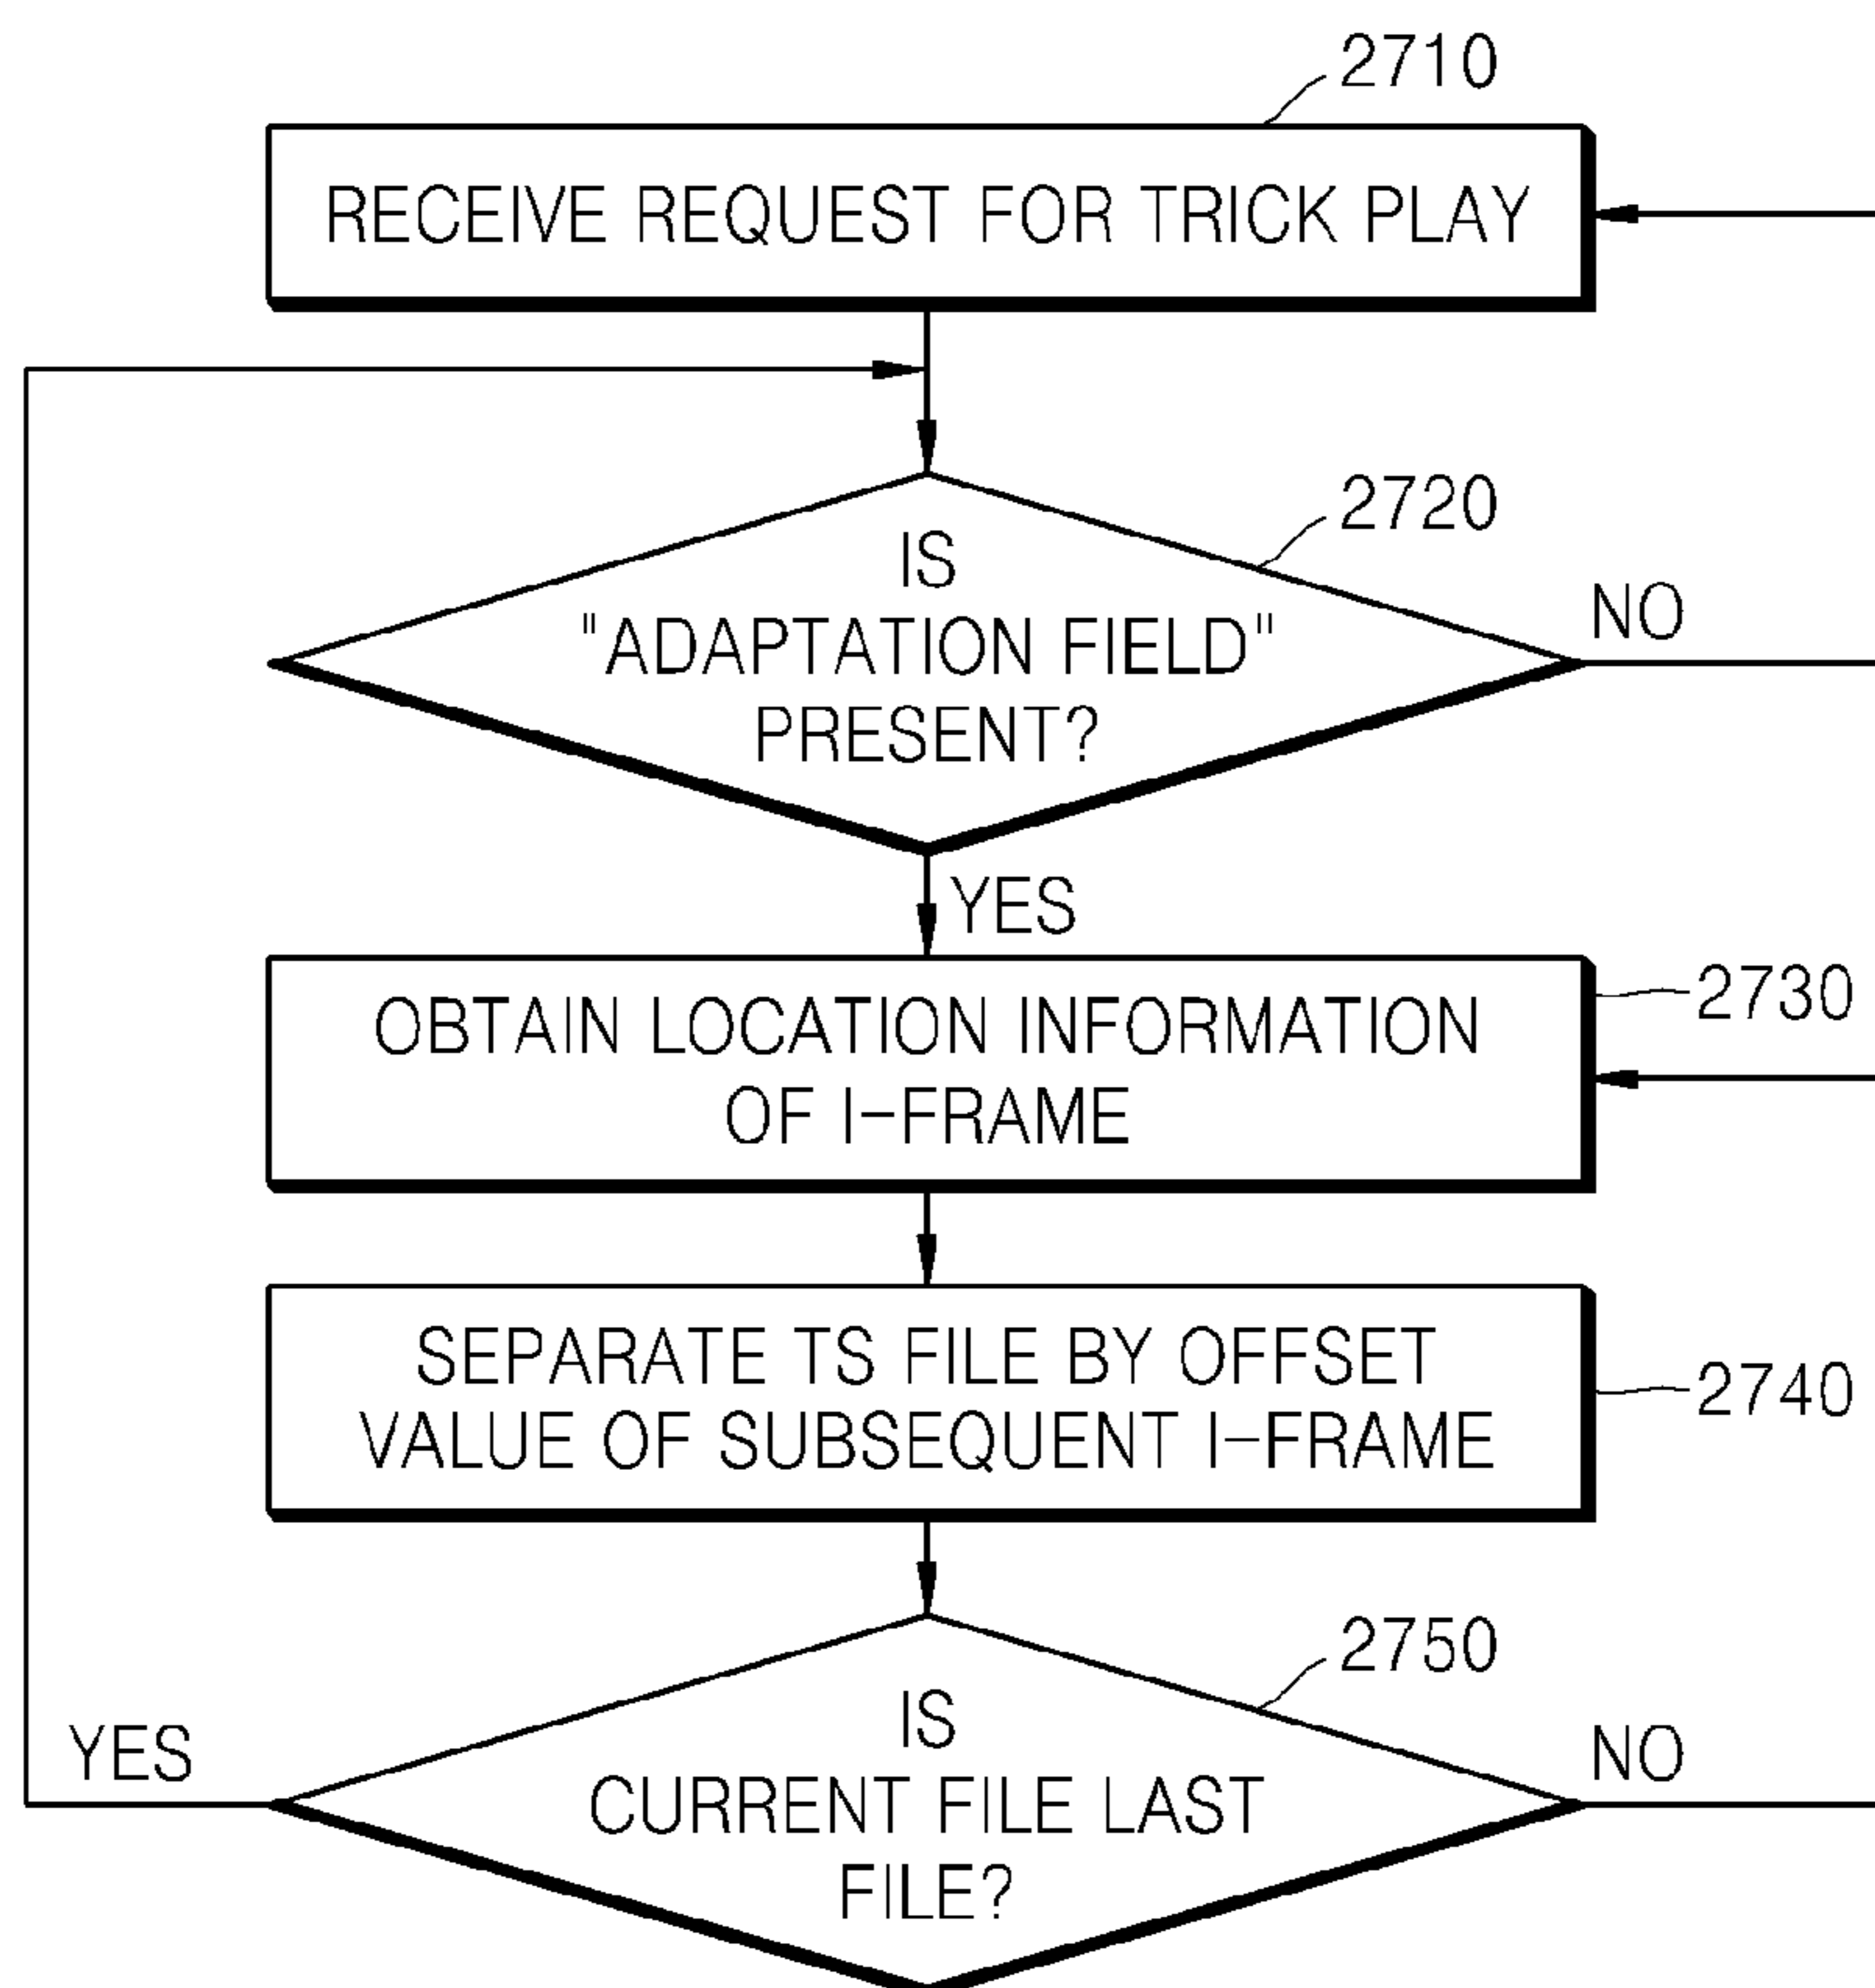 2710
RECEIVE REQUEST FOR TRICK PLAY
2720
IS
"ADAPTATION FIELD"
PRESENT?
NO
YES
OBTAIN LOCATION INFORMATION
OF I-FRAME
2730
SEPARATE TS FILE BY OFFSET
VALUE OF SUBSEQUENT I-FRAME
2740
2750
IS
CURRENT FILE LAST
FILE?
YES
NO